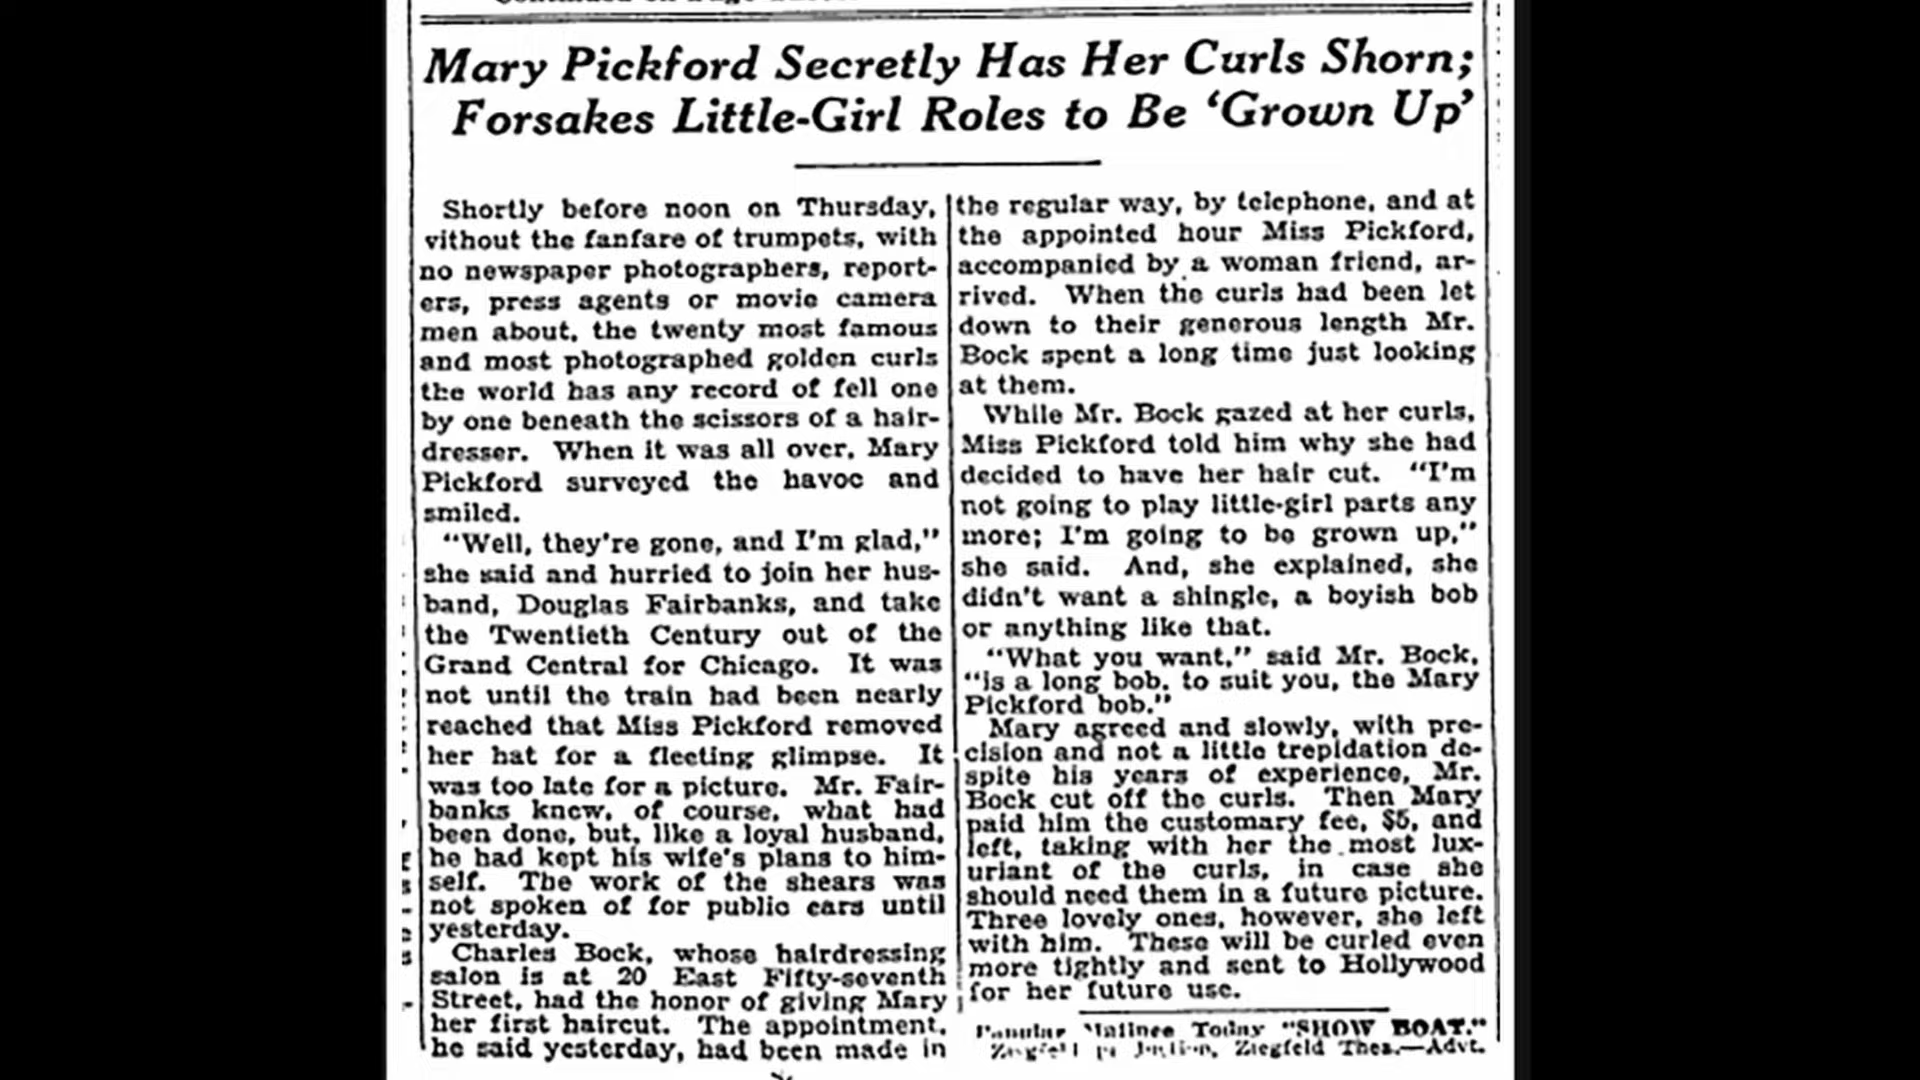 Mary Pickford Secretly Has Her Curls Shorn;
Forsakes Little-Girl Roles to Be ‘Grown Up’
Shortly before noon on Thursday,
vithout the fanfare of trumpets, with
no newspaper photographers, report-
ers, press agents or movie camera
men about, the twenty most famous
and most photographed golden curls
the world has any record of fell one
by one beneath the scissors of a hair-
dresser. When it was all over, Mary
Pickford surveyed the havoc and
smiled.
"Well, they're gone, and I'm glad,"
she said and hurried to join her hus-
band, Douglas Fairbanks, and take
the Twentieth Century out of the
Grand Central for Chicago. It was
not until the train had been nearly
reached that Miss Pickford removed
her hat for a fleeting glimpse. It
was too late for a picture. Mr. Fair-
banks knew, of course, what had
been done, but, like a loyal husband,
he had kept his wife's plans to him-
self. The work of the shears was
not spoken of for public ears until
yesterday.
Charles Bock, whose hairdressing
salon is at 20 East Fifty-seventh
Street, had the honor of giving Mary
her first haircut. The appointment,
he said yesterday, had been made in
the regular way, by telephone, and at
the appointed hour Miss Pickford,
accompanied by a woman friend, ar-
rived. When the curls had been let
down to their generous length Mr.
Bock spent a long time just looking
at them.
While Mr. Bock gazed at her curls,
Miss Pickford told him why she had
decided to have her hair cut. "I'm
not going to play little-girl parts any
more; I'm going to be grown up,"
she said. And, she explained, she
didn't want a shingle, a boyish bob
or anything like that.
"What you want," said Mr. Bock,
"is a long bob, to suit you, the Mary
Pickford bob."
Mary agreed and slowly, with pre-
cision and not a little trepidation de-
spite his years of experience, Mr.
Bock cut off the curls. Then Mary
paid him the customary fee, $5, and
left, taking with her the most lux-
uriant of the curls, in case she
should need them in a future picture.
Three lovely ones, however, she left
with him. These will be curled even
more tightly and sent to Hollywood
for her future use.
Popular Matinee Today "SHOW BOAT."
Ziegfeld Thea.—Advt.